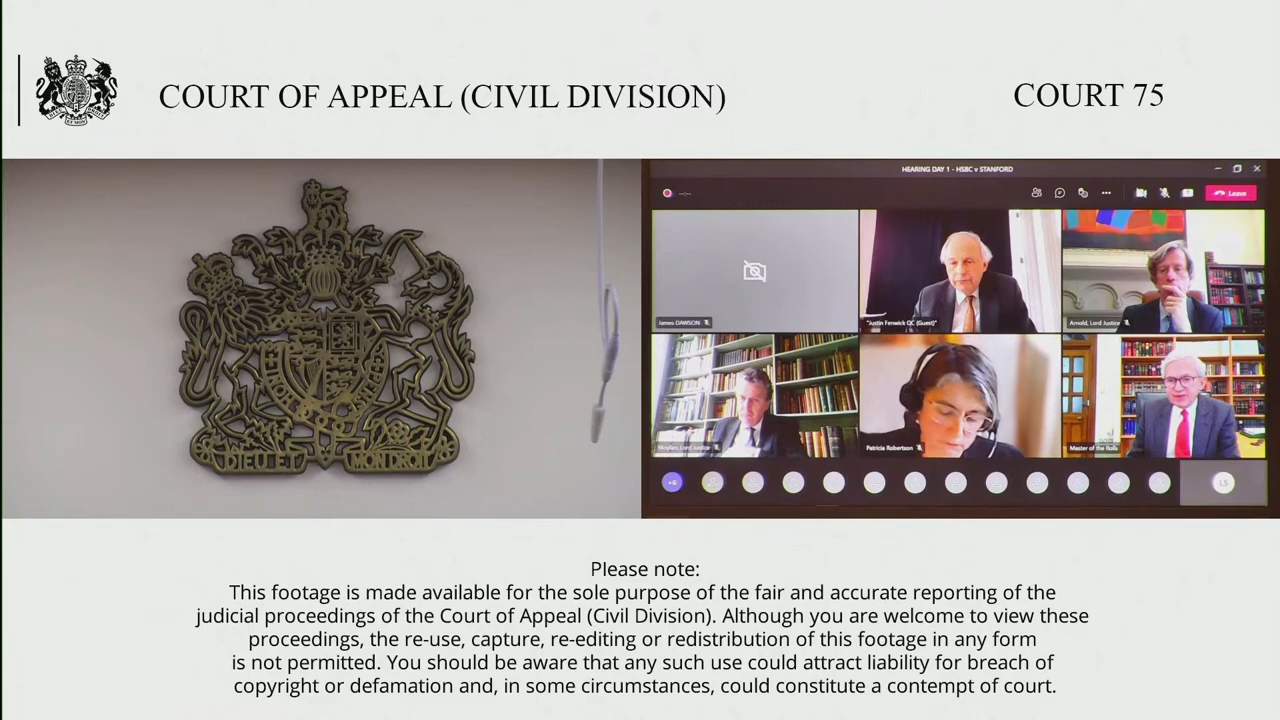 COURT OF APPEAL (CIVIL DIVISION)
COURT 75
HEARING DAY 1 - HSBC v STANFORD
Leave
James DAWSON
"Justin Fenwick QC (Guest)"
Arnold, Lord Justice
Lord Justice
Patricia Robertson
Master of the Rolls
+6
LS
DIEU ET MON DROIT
Please note:
This footage is made available for the sole purpose of the fair and accurate reporting of the
judicial proceedings of the Court of Appeal (Civil Division). Although you are welcome to view these
proceedings, the re-use, capture, re-editing or redistribution of this footage in any form
is not permitted. You should be aware that any such use could attract liability for breach of
copyright or defamation and, in some circumstances, could constitute a contempt of court.